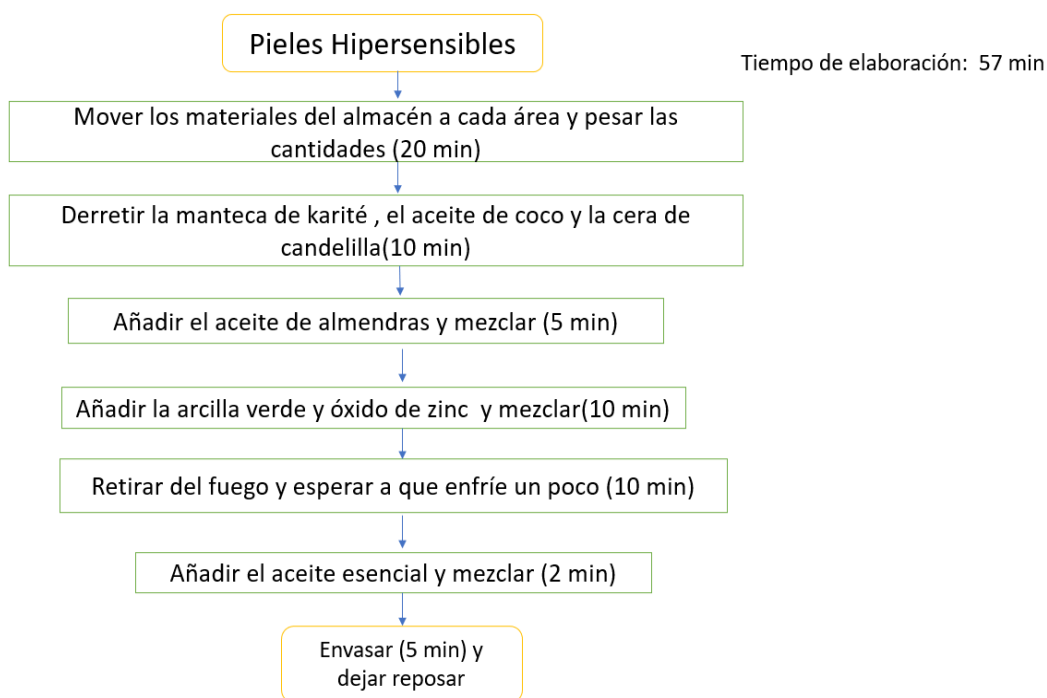 Pieles Hipersensibles
Tiempo de elaboración:  57 min
Mover los materiales del almacén a cada área y pesar las
cantidades (20 min)
Derretir la manteca de karité , el aceite de coco y la cera de
candelilla(10 min)
Añadir el aceite de almendras y mezclar (5 min)
Añadir la arcilla verde y óxido de zinc  y mezclar(10 min)
Retirar del fuego y esperar a que enfríe un poco (10 min)
Añadir el aceite esencial y mezclar (2 min)
Envasar (5 min) y
dejar reposar